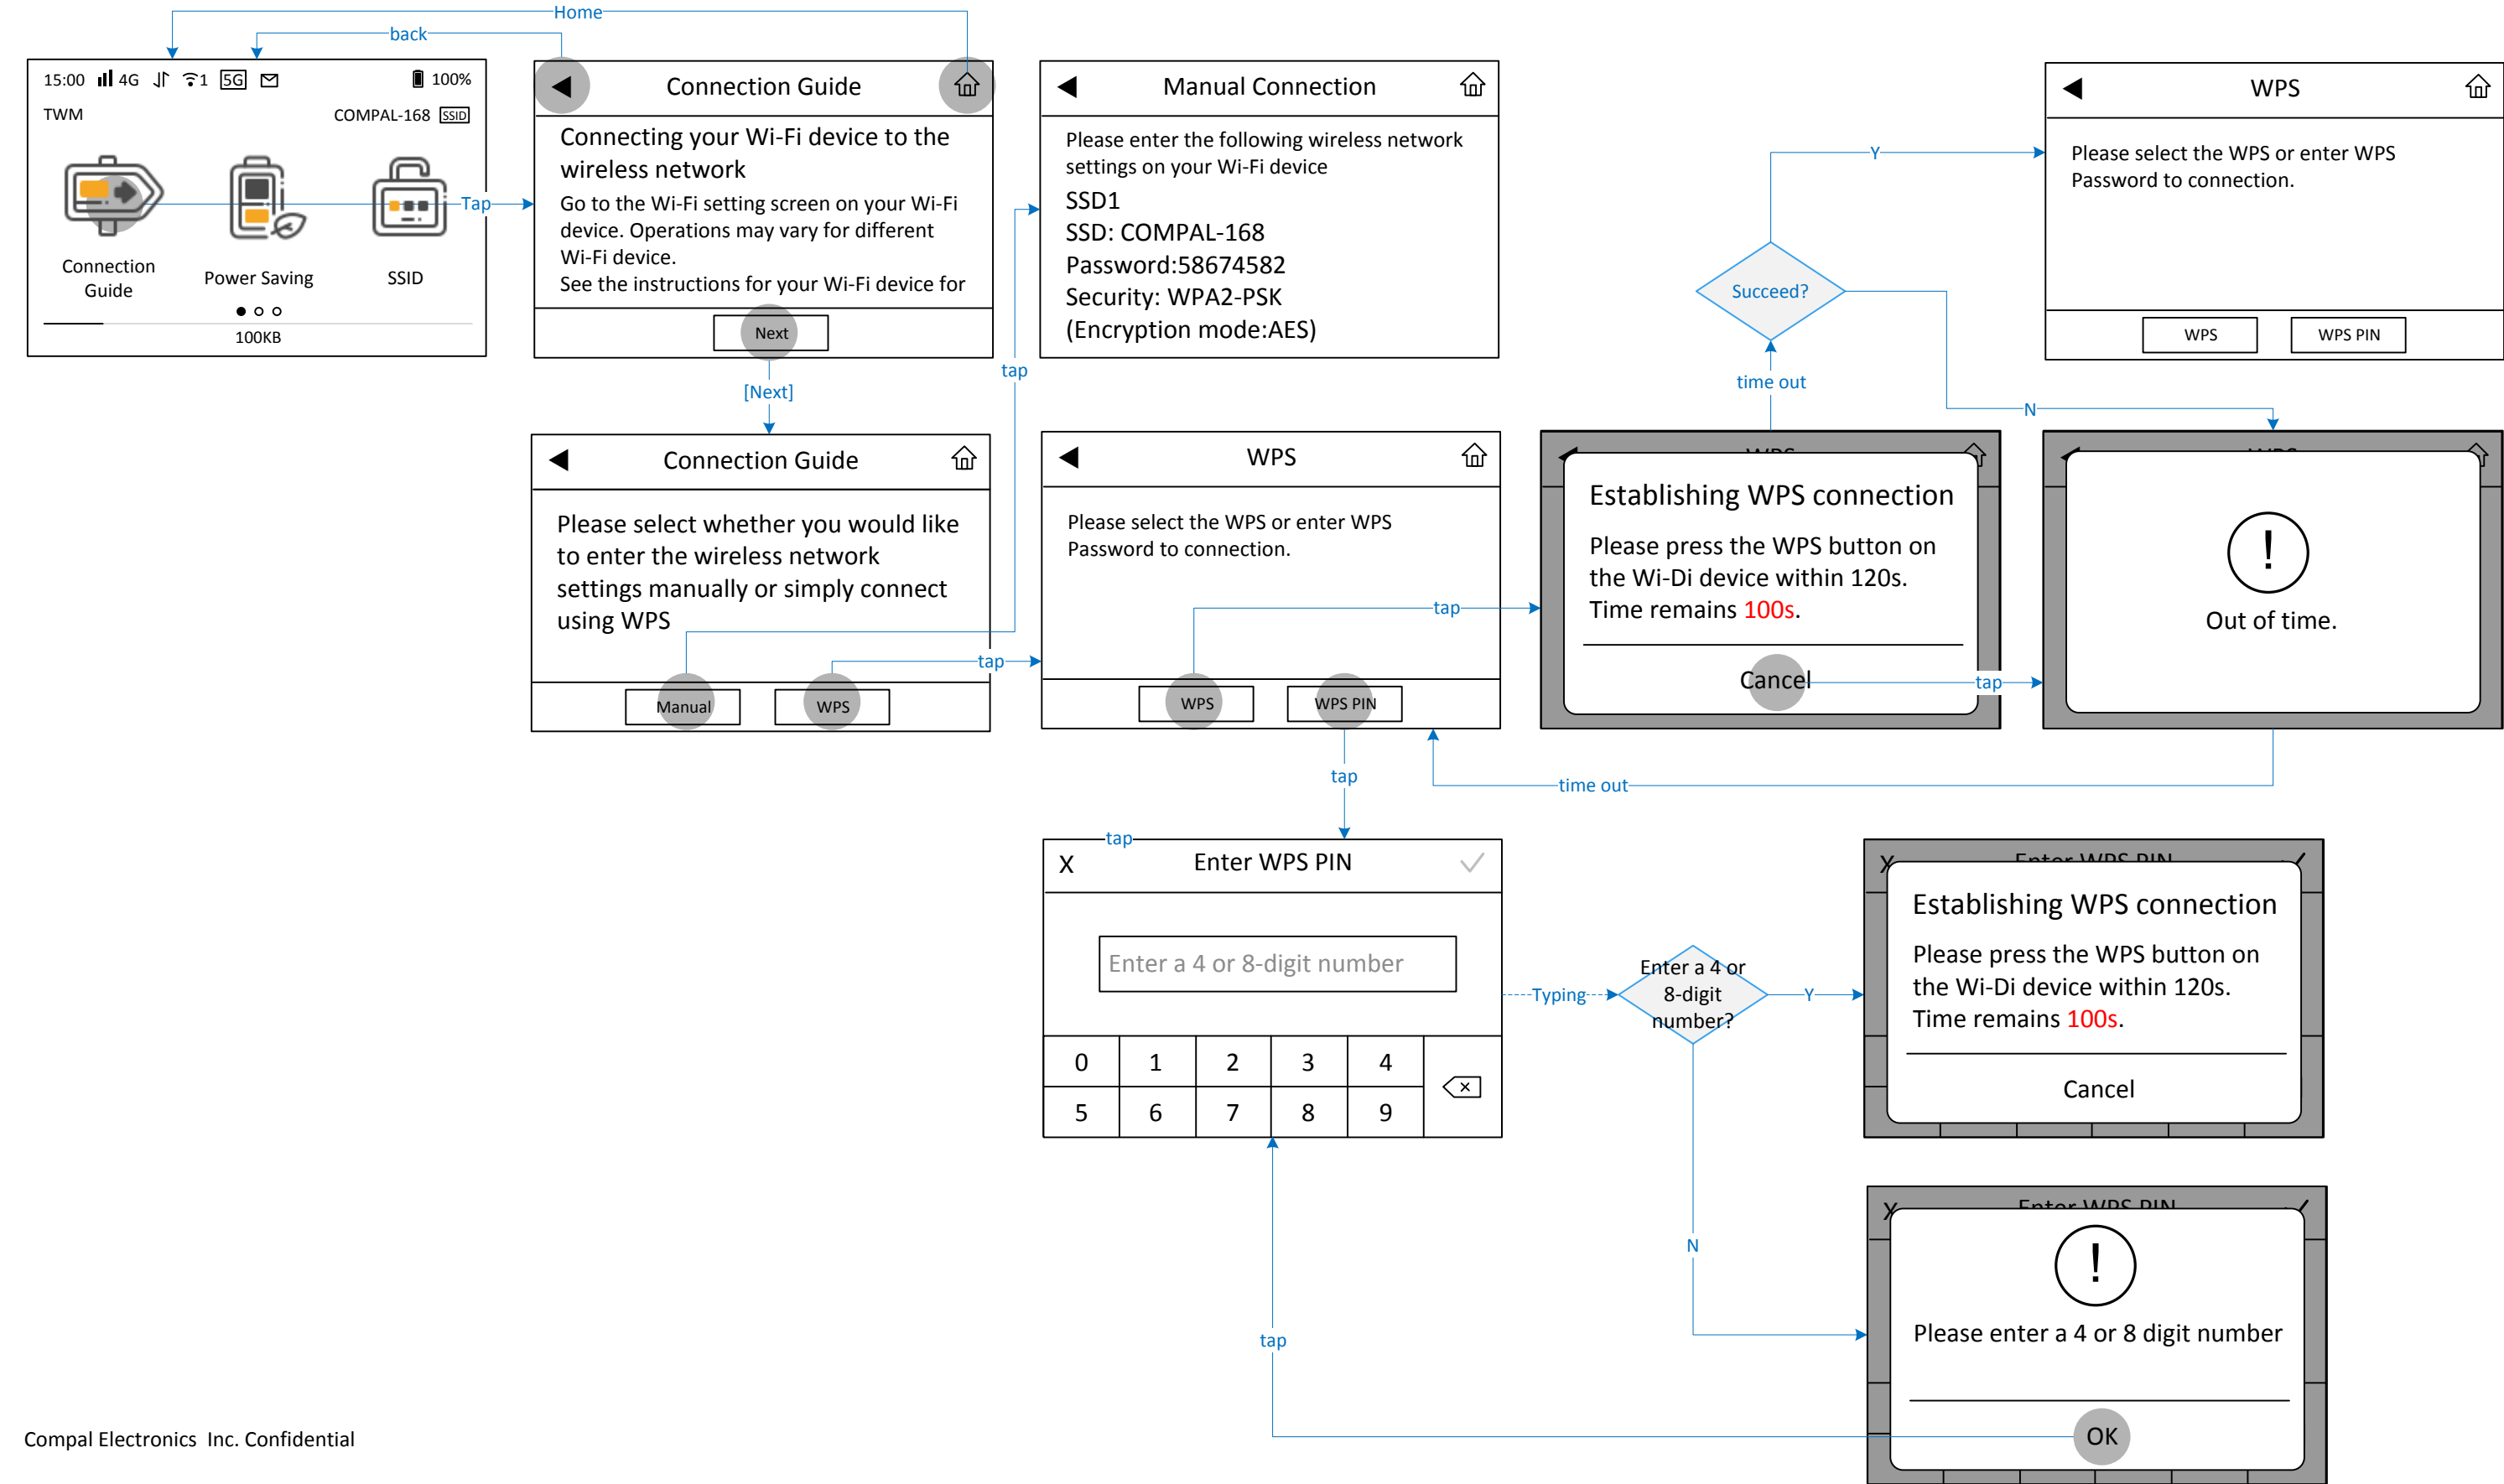 Home
back
15:00 4G 1 5G 100%
TWM COMPAL-168 SSID
Connection
Guide
Power Saving
SSID
100KB
Tap
Connection Guide
Connecting your Wi-Fi device to the
wireless network
Go to the Wi-Fi setting screen on your Wi-Fi
device. Operations may vary for different
Wi-Fi device.
See the instructions for your Wi-Fi device for
Next
[Next]
tap
Manual Connection
Please enter the following wireless network
settings on your Wi-Fi device
SSD1
SSD: COMPAL-168
Password:58674582
Security: WPA2-PSK
(Encryption mode:AES)
Y
Succeed?
time out
N
WPS
Please select the WPS or enter WPS
Password to connection.
WPS
WPS PIN
Connection Guide
Please select whether you would like
to enter the wireless network
settings manually or simply connect
using WPS
Manual
WPS
tap
WPS
Please select the WPS or enter WPS
Password to connection.
WPS
WPS PIN
tap
WPS
Establishing WPS connection
Please press the WPS button on
the Wi-Di device within 120s.
Time remains 100s.
Cancel
tap
WPS
!
Out of time.
tap
time out
tap
X Enter WPS PIN
Enter a 4 or 8-digit number
0 1 2 3 4
5 6 7 8 9
Typing
Enter a 4 or
8-digit
number?
Y
N
X Enter WPS PIN
Establishing WPS connection
Please press the WPS button on
the Wi-Di device within 120s.
Time remains 100s.
Cancel
X Enter WPS PIN
!
Please enter a 4 or 8 digit number
OK
tap
Compal Electronics Inc. Confidential